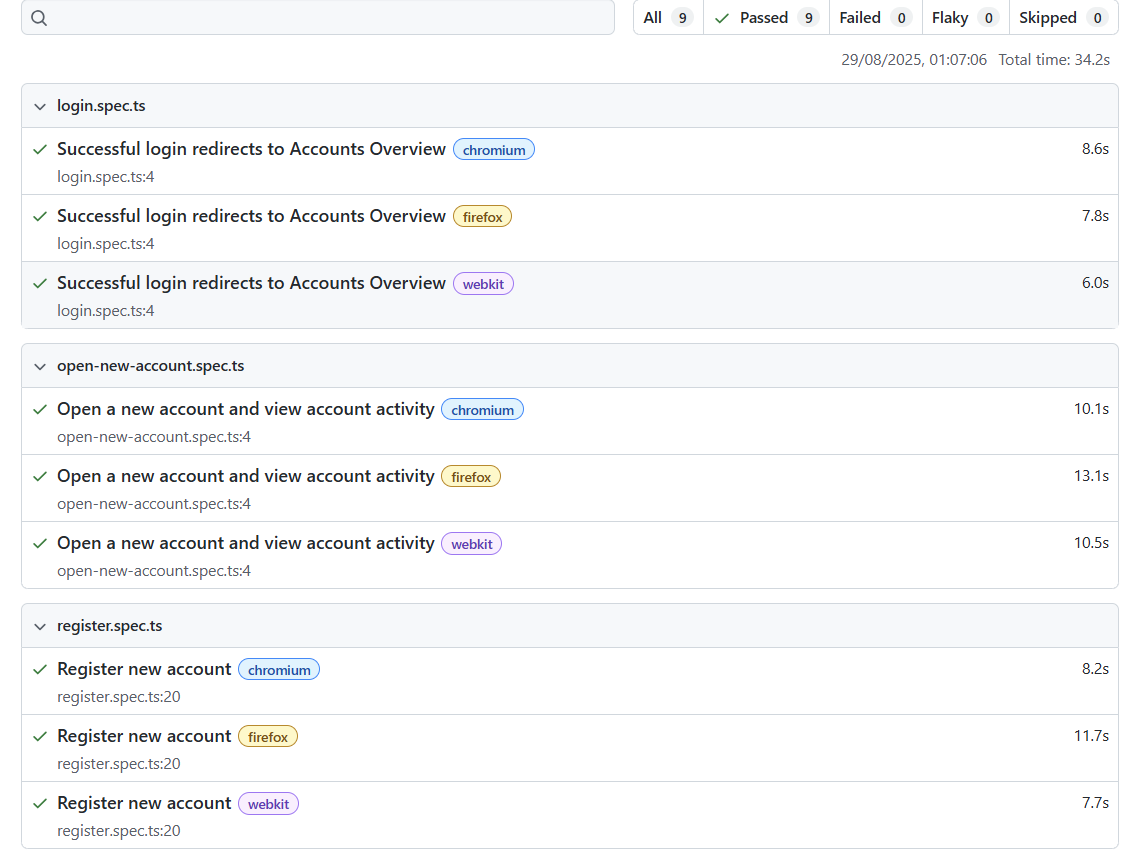 All 9 Passed 9 Failed 0 Flaky 0 Skipped 0
29/08/2025, 01:07:06 Total time: 34.2s
login.spec.ts
Successful login redirects to Accounts Overview chromium 8.6s
login.spec.ts:4
Successful login redirects to Accounts Overview firefox 7.8s
login.spec.ts:4
Successful login redirects to Accounts Overview webkit 6.0s
login.spec.ts:4
open-new-account.spec.ts
Open a new account and view account activity chromium 10.1s
open-new-account.spec.ts:4
Open a new account and view account activity firefox 13.1s
open-new-account.spec.ts:4
Open a new account and view account activity webkit 10.5s
open-new-account.spec.ts:4
register.spec.ts
Register new account chromium 8.2s
register.spec.ts:20
Register new account firefox 11.7s
register.spec.ts:20
Register new account webkit 7.7s
register.spec.ts:20